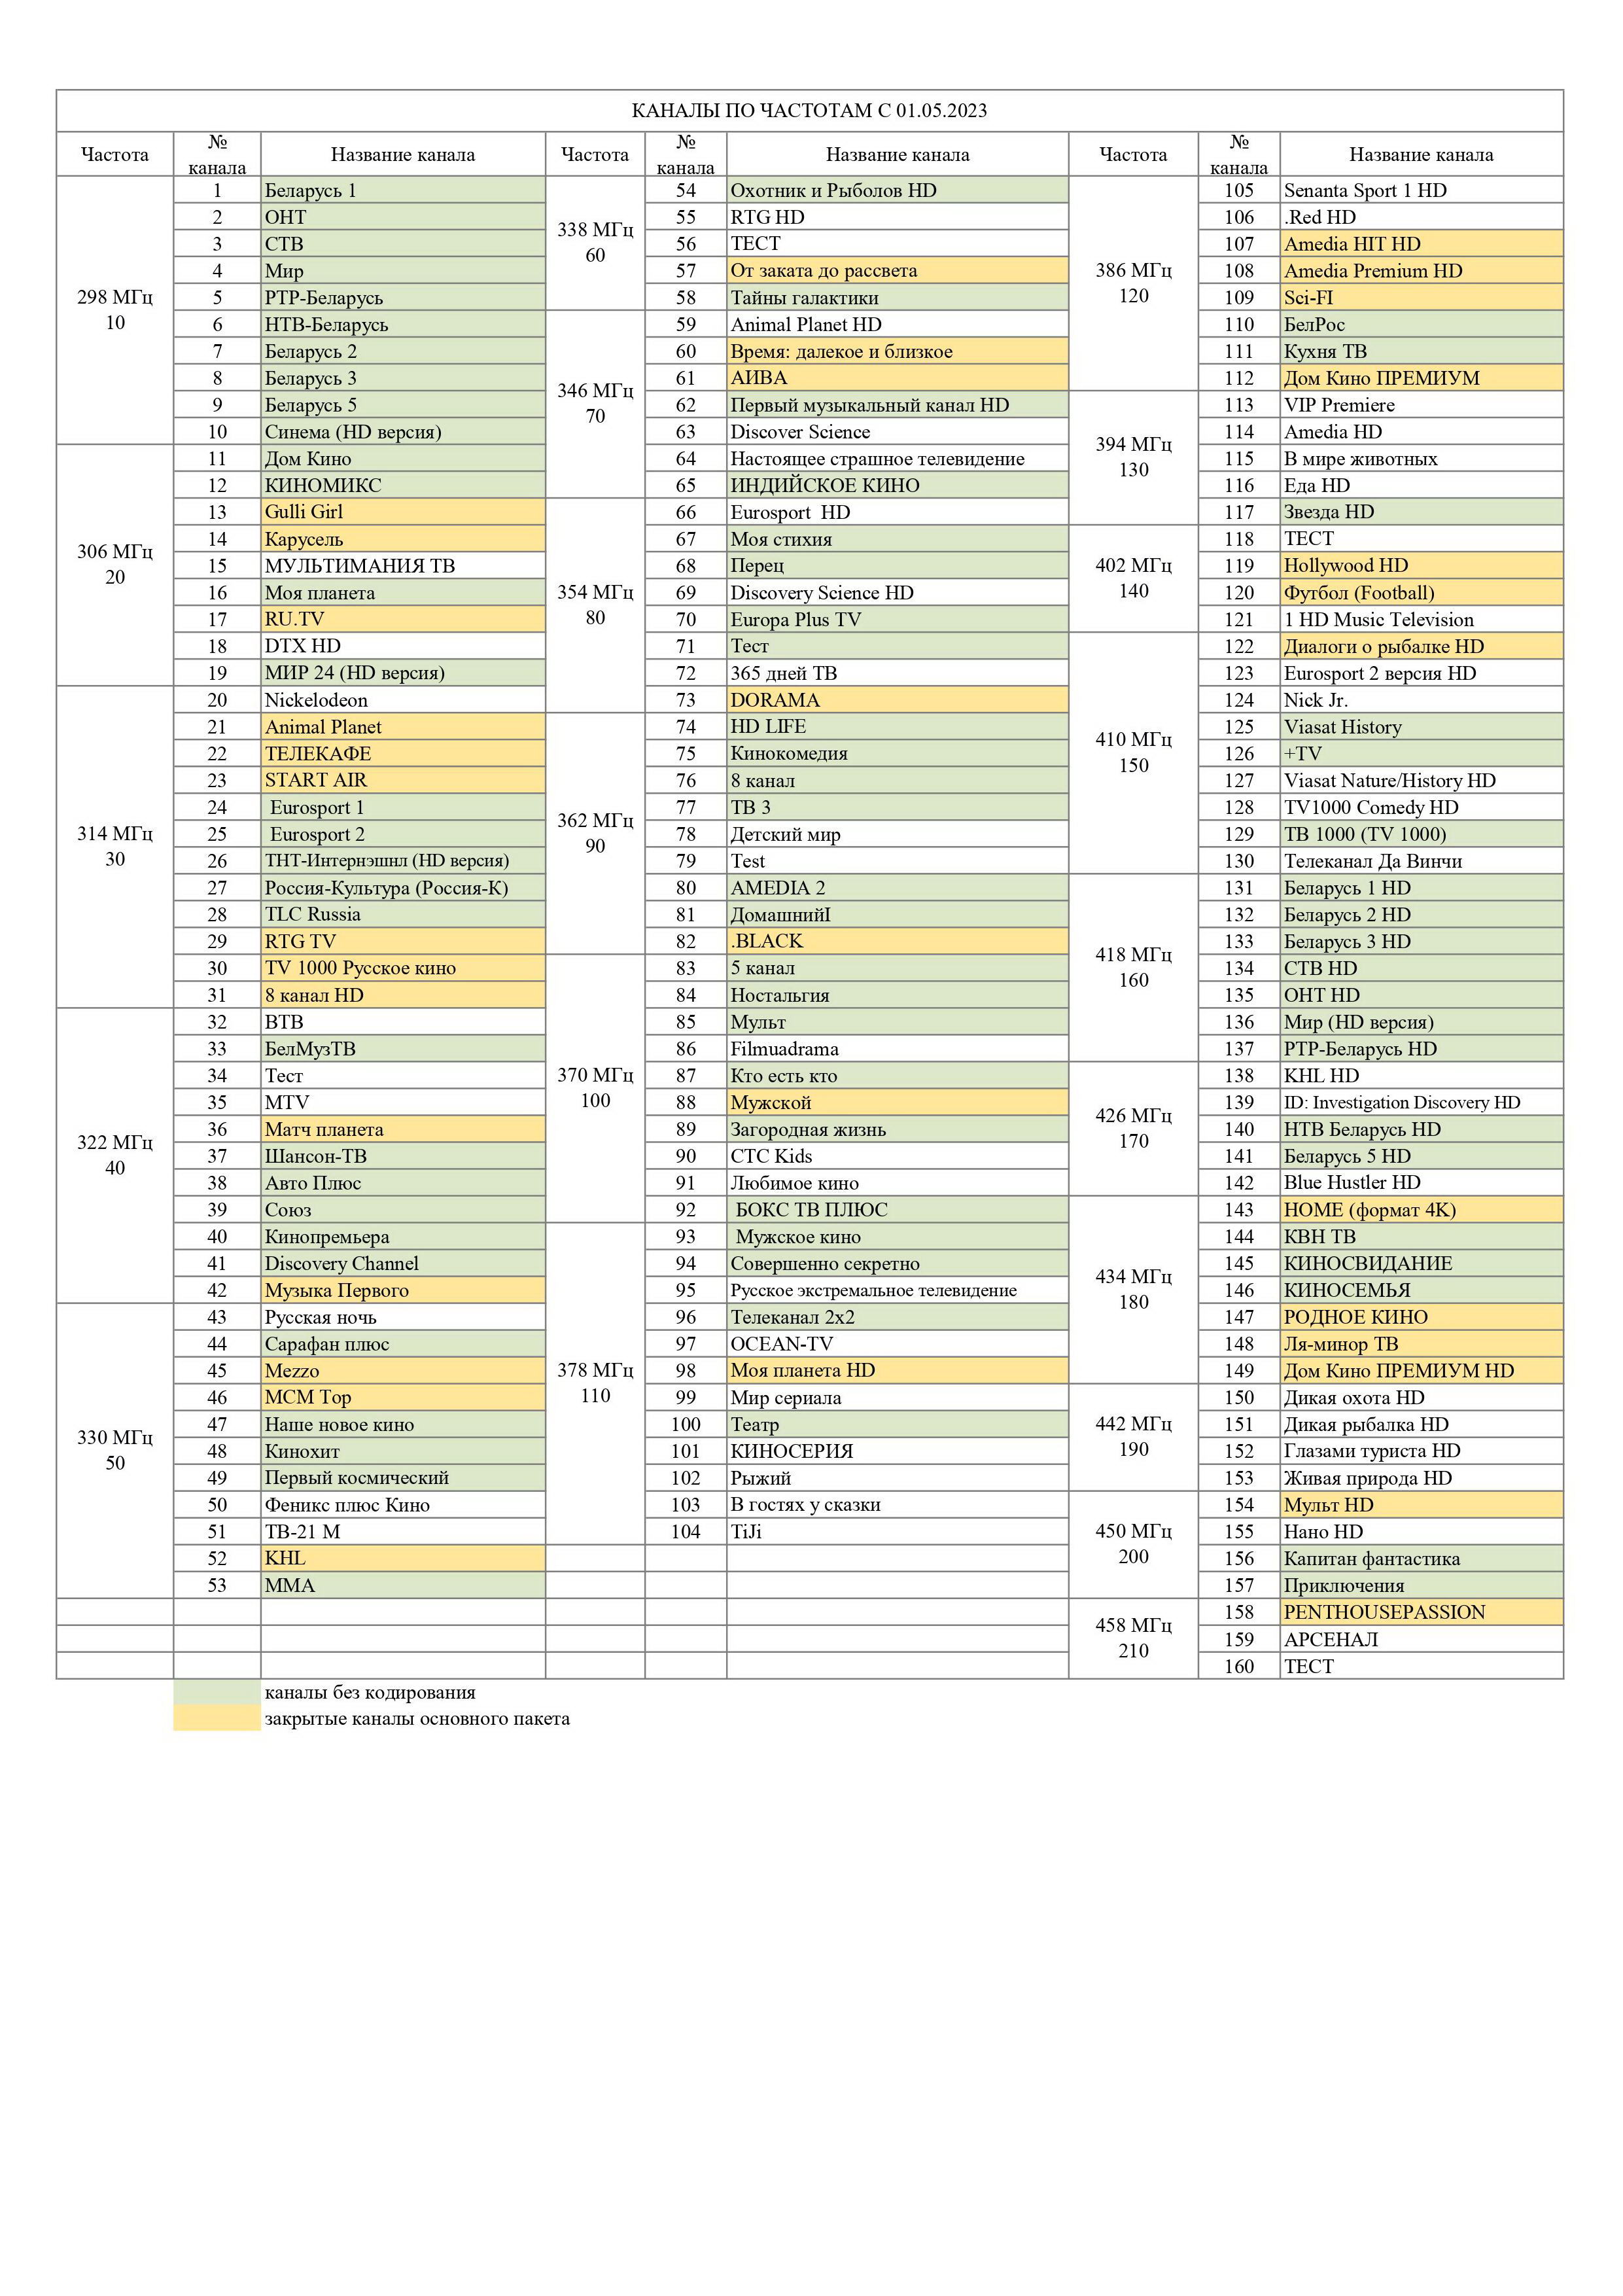 КАНАЛЫ ПО ЧАСТОТАМ С 01.05.2023
Частота № канала Название канала Частота № канала Название канала Частота № канала Название канала
298 МГц 10
1 Беларусь 1
2 ОНТ
3 СТВ
4 Мир
5 РТР-Беларусь
6 НТВ-Беларусь
7 Беларусь 2
8 Беларусь 3
9 Беларусь 5
10 Синема (HD версия)
306 МГц 20
11 Дом Кино
12 КИНОМИКС
13 Gulli Girl
14 Карусель
15 МУЛЬТИМАНИЯ ТВ
16 Моя планета
17 RU.TV
18 DTX HD
19 МИР 24 (HD версия)
314 МГц 30
20 Nickelodeon
21 Animal Planet
22 ТЕЛЕКАФЕ
23 START AIR
24 Eurosport 1
25 Eurosport 2
26 ТНТ-Интернэшнл (HD версия)
27 Россия-Культура (Россия-К)
28 TLC Russia
29 RTG TV
30 TV 1000 Русское кино
31 8 канал HD
322 МГц 40
32 ВТВ
33 БелМузТВ
34 Тест
35 MTV
36 Матч планета
37 Шансон-ТВ
38 Авто Плюс
39 Союз
40 Кинопремьера
41 Discovery Channel
42 Музыка Первого
330 МГц 50
43 Русская ночь
44 Сарафан плюс
45 Mezzo
46 MCM Top
47 Наше новое кино
48 Кинохит
49 Первый космический
50 Феникс плюс Кино
51 ТВ-21 М
52 KHL
53 ММА
338 МГц 60
54 Охотник и Рыболов HD
55 RTG HD
56 ТЕСТ
57 От заката до рассвета
58 Тайны галактики
346 МГц 70
59 Animal Planet HD
60 Время: далекое и близкое
61 АИВА
62 Первый музыкальный канал HD
63 Discover Science
64 Настоящее страшное телевидение
65 ИНДИЙСКОЕ КИНО
354 МГц 80
66 Eurosport HD
67 Моя стихия
68 Перец
69 Discovery Science HD
70 Europa Plus TV
71 Тест
72 365 дней ТВ
73 DORAMA
362 МГц 90
74 HD LIFE
75 Кинокомедия
76 8 канал
77 ТВ 3
78 Детский мир
79 Test
80 AMEDIA 2
81 ДомашнийI
82 .BLACK
370 МГц 100
83 5 канал
84 Ностальгия
85 Мульт
86 Filmuadrama
87 Кто есть кто
88 Мужской
89 Загородная жизнь
90 СТС Kids
91 Любимое кино
92 БОКС ТВ ПЛЮС
378 МГц 110
93 Мужское кино
94 Совершенно секретно
95 Русское экстремальное телевидение
96 Телеканал 2х2
97 OCEAN-TV
98 Моя планета HD
99 Мир сериала
100 Театр
101 КИНОСЕРИЯ
102 Рыжий
103 В гостях у сказки
104 TiJi
386 МГц 120
105 Senanta Sport 1 HD
106 .Red HD
107 Amedia HIT HD
108 Amedia Premium HD
109 Sci-FI
110 БелРос
111 Кухня ТВ
112 Дом Кино ПРЕМИУМ
394 МГц 130
113 VIP Premiere
114 Amedia HD
115 В мире животных
116 Еда HD
117 Звезда HD
402 МГц 140
118 ТЕСТ
119 Hollywood HD
120 Футбол (Football)
121 1 HD Music Television
410 МГц 150
122 Диалоги о рыбалке HD
123 Eurosport 2 версия HD
124 Nick Jr.
125 Viasat History
126 +TV
127 Viasat Nature/History HD
128 TV1000 Comedy HD
129 ТВ 1000 (TV 1000)
130 Телеканал Да Винчи
418 МГц 160
131 Беларусь 1 HD
132 Беларусь 2 HD
133 Беларусь 3 HD
134 СТВ HD
135 ОНТ HD
136 Мир (HD версия)
137 РТР-Беларусь HD
426 МГц 170
138 KHL HD
139 ID: Investigation Discovery HD
140 НТВ Беларусь HD
141 Беларусь 5 HD
142 Blue Hustler HD
434 МГц 180
143 HOME (формат 4K)
144 КВН ТВ
145 КИНОСВИДАНИЕ
146 КИНОСЕМЬЯ
147 РОДНОЕ КИНО
148 Ля-минор ТВ
149 Дом Кино ПРЕМИУМ HD
442 МГц 190
150 Дикая охота HD
151 Дикая рыбалка HD
152 Глазами туриста HD
153 Живая природа HD
450 МГц 200
154 Мульт HD
155 Нано HD
156 Капитан фантастика
157 Приключения
458 МГц 210
158 PENTHOUSEPASSION
159 АРСЕНАЛ
160 ТЕСТ
каналы без кодирования
закрытые каналы основного пакета